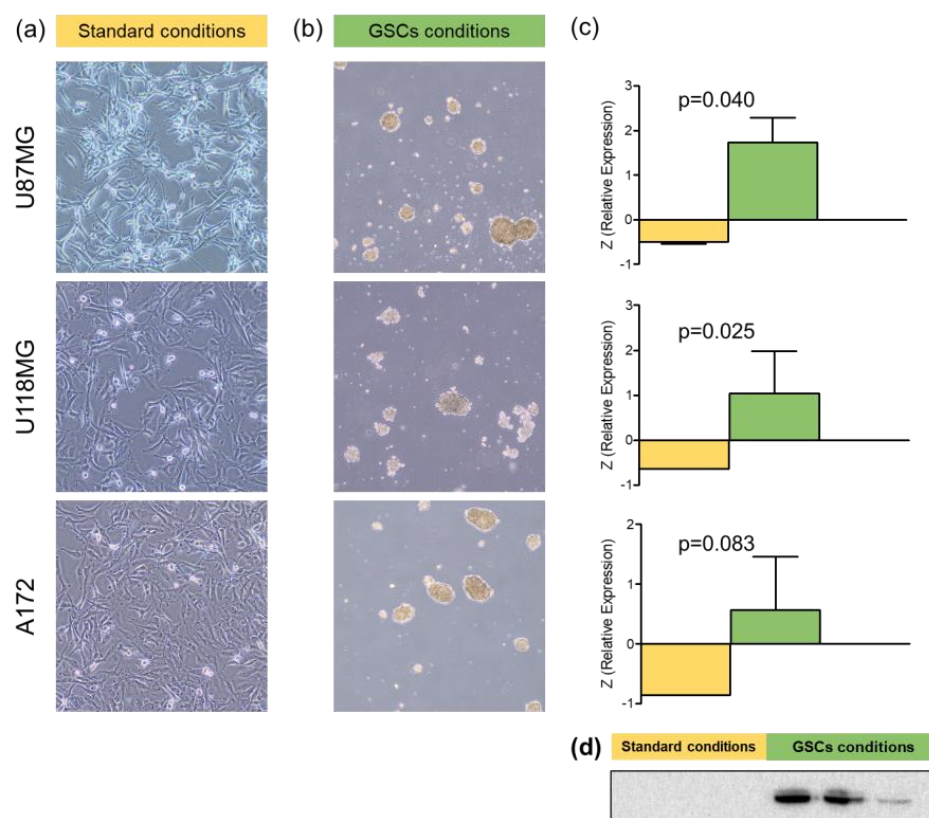 (a) Standard conditions (b) GSCs conditions (c)
U87MG
3
2
1
0
-1
Z (Relative Expression)
p=0.040
U118MG
3
2
1
0
-1
Z (Relative Expression)
p=0.025
A172
2
1
0
-1
Z (Relative Expression)
p=0.083
(d) Standard conditions GSCs conditions